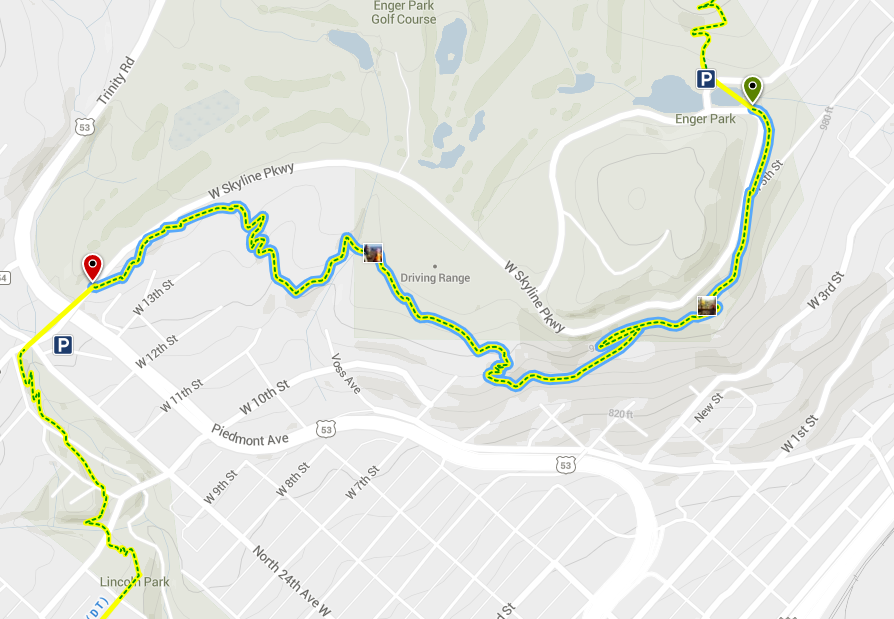 Enger Park
Golf Course
Trinity Rd
53
P
Enger Park
980 ft
W Skyline Pkwy
5th St
Driving Range
W Skyline Pkwy
W 13th St
W 3rd St
P
W 12th St
Voss Ave
W 10th St
W 11th St
820 ft
New St
W 1st St
Piedmont Ave
53
53
W 9th St
W 8th St
W 7th St
North 24th Ave W
Lincoln Park
(DT)
d St